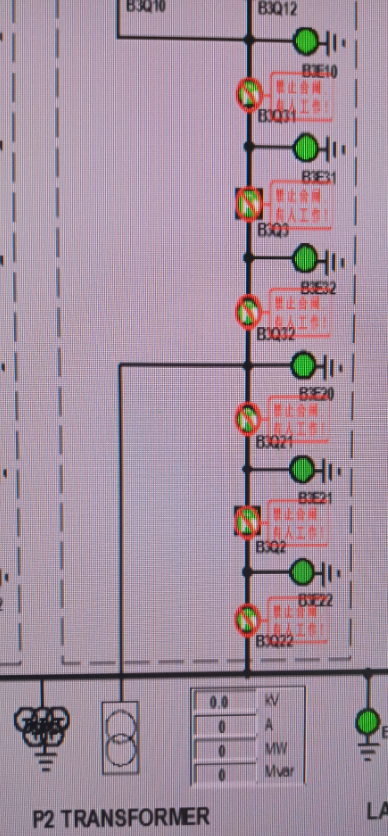 B3Q10
B3Q12
B3E10
禁止合闸
有人工作!
B3Q31
B3E31
禁止合闸
有人工作!
B3Q3
B3E32
禁止合闸
有人工作!
B3Q32
B3E20
禁止合闸
有人工作!
B3Q21
B3E21
禁止合闸
有人工作!
B3Q2
B3E22
禁止合闸
有人工作!
B3Q22
0.0 KV
0 A
0 MW
0 Mvar
P2 TRANSFORMER
LA